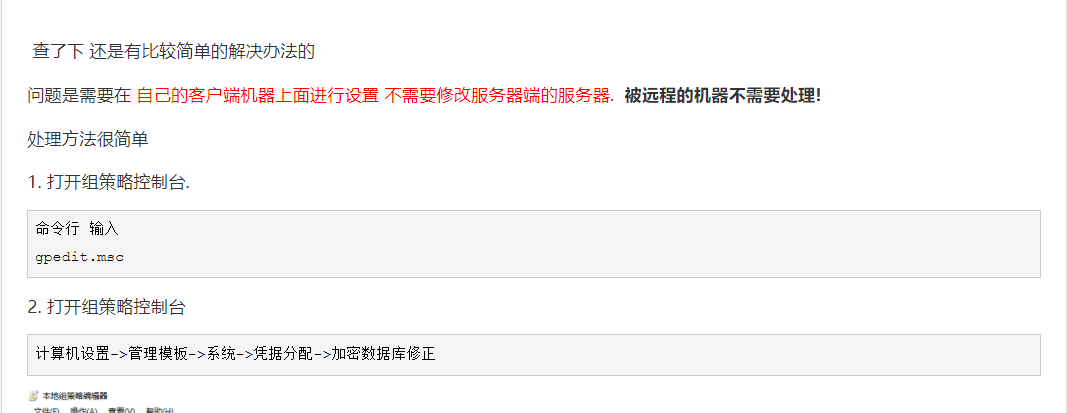 查了下 还是有比较简单的解决办法的
问题是需要在 自己的客户端机器上面进行设置 不需要修改服务器端的服务器. 被远程的机器不需要处理!
处理方法很简单
1. 打开组策略控制台.
命令行 输入
gpedit.msc
2. 打开组策略控制台
计算机设置->管理模板->系统->凭据分配->加密数据库修正
本地组策略编辑器
文件(F) 操作(A) 查看(V) 帮助(H)